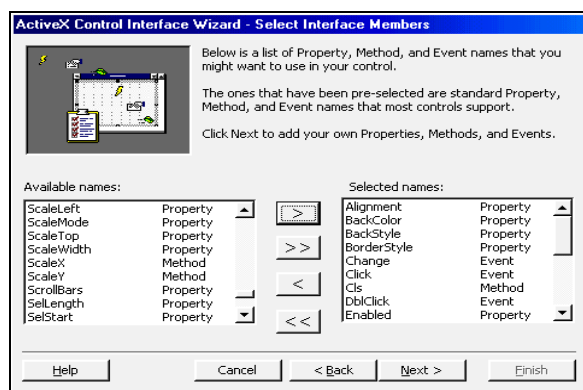 ActiveX Control Interface Wizard - Select Interface Members
Below is a list of Property, Method, and Event names that you
might want to use in your control.
The ones that have been pre-selected are standard Property,
Method, and Event names that most controls support.
Click Next to add your own Properties, Methods, and Events.
Available names:
ScaleLeft Property
ScaleMode Property
ScaleTop Property
ScaleWidth Property
ScaleX Method
ScaleY Method
ScrollBars Property
SelLength Property
SelStart Property
>
>>
<
<<
Selected names:
Alignment Property
BackColor Property
BackStyle Property
BorderStyle Property
Change Event
Click Event
Cls Method
DblClick Event
Enabled Property
Help
Cancel
< Back
Next >
Finish